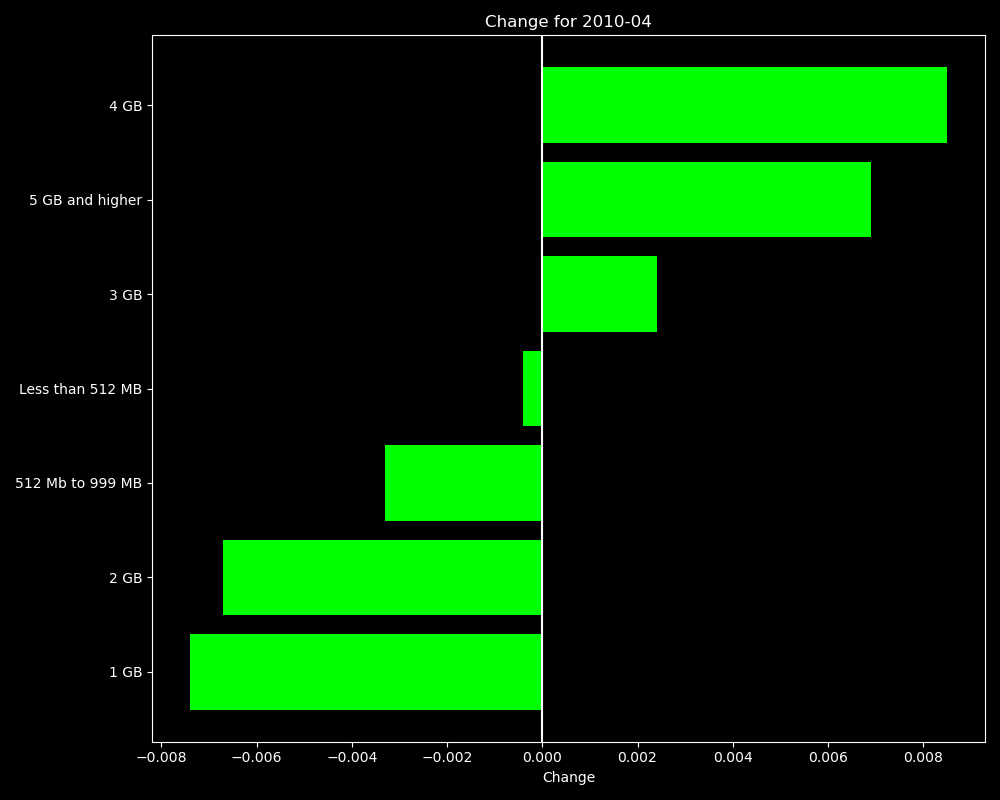 Change for 2010-04
4 GB
5 GB and higher
3 GB
Less than 512 MB
512 Mb to 999 MB
2 GB
1 GB
−0.008 −0.006 −0.004 −0.002 0.000 0.002 0.004 0.006 0.008
Change